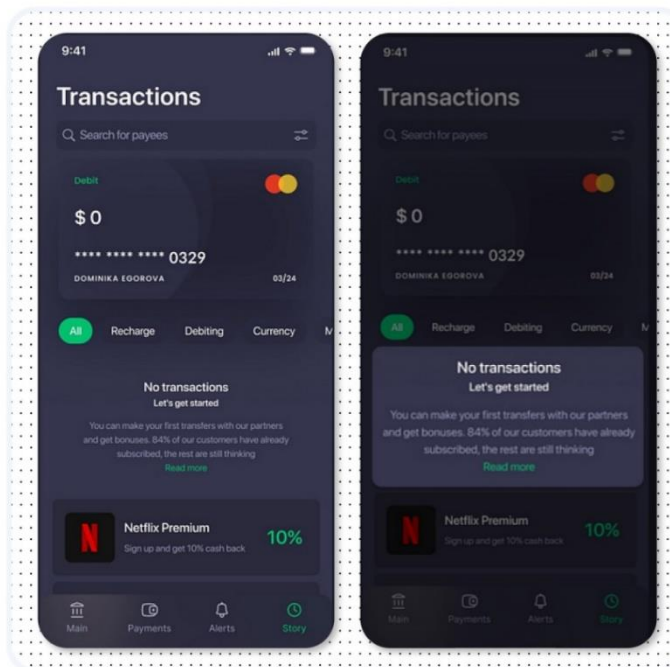 9:41
Transactions
Search for payees
Debit
$ 0
**** **** **** 0329
DOMINIKA EGOROVA 03/24
All Recharge Debiting Currency M
No transactions
Let's get started
You can make your first transfers with our partners
and get bonuses. 84% of our customers have already
subscribed, the rest are still thinking
Read more
N
Netflix Premium
Sign up and get 10% cash back
10%
Main Payments Alerts Story
9:41
Transactions
Search for payees
Debit
$ 0
**** **** **** 0329
DOMINIKA EGOROVA 03/24
All Recharge Debiting Currency M
No transactions
Let's get started
You can make your first transfers with our partners
and get bonuses. 84% of our customers have already
subscribed, the rest are still thinking
Read more
N
Netflix Premium
Sign up and get 10% cash back
10%
Main Payments Alerts Story